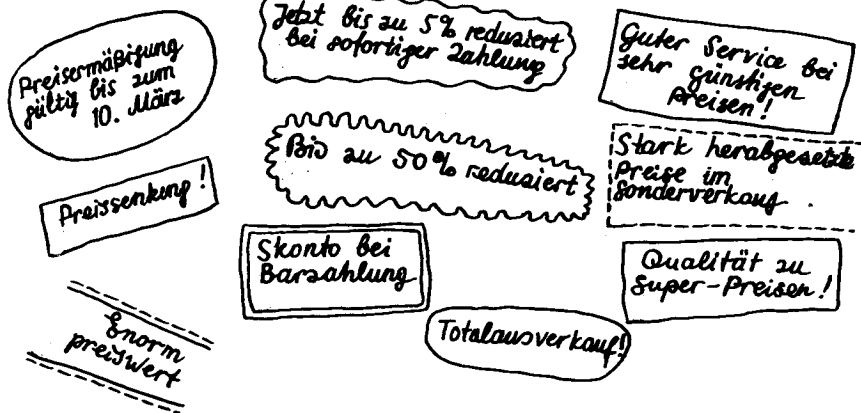 Preisermäßigung
gültig bis zum
10. März
Jetzt bis zu 5% reduziert
bei sofortiger Zahlung
Guter Service bei
sehr günstigen
Preisen!
Bis zu 50% reduziert
Stark herabgesetzte
Preise im
Sonderverkauf.
Preissenkung!
Skonto bei
Barzahlung
Qualität zu
Super-Preisen!
Enorm
preiswert
Totalausverkauf!